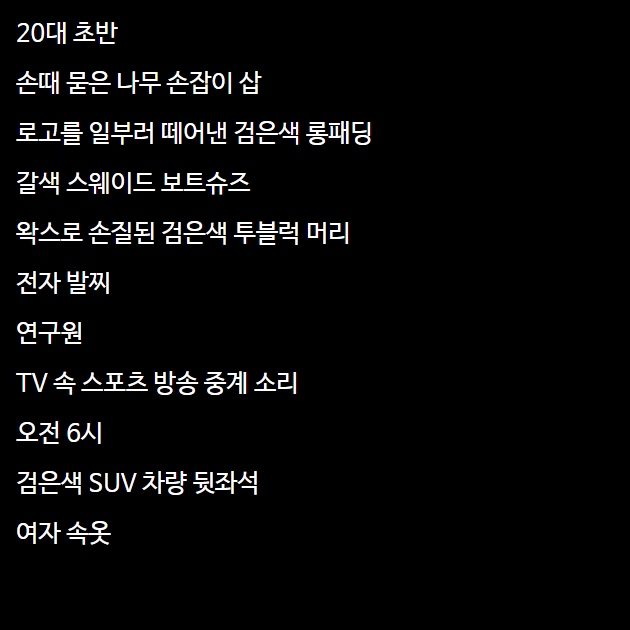 20대 초반
손때 묻은 나무 손잡이 삽
로고를 일부러 떼어낸 검은색 롱패딩
갈색 스웨이드 보트슈즈
왁스로 손질된 검은색 투블럭 머리
전자 발찌
연구원
TV 속 스포츠 방송 중계 소리
오전 6시
검은색 SUV 차량 뒷좌석
여자 속옷